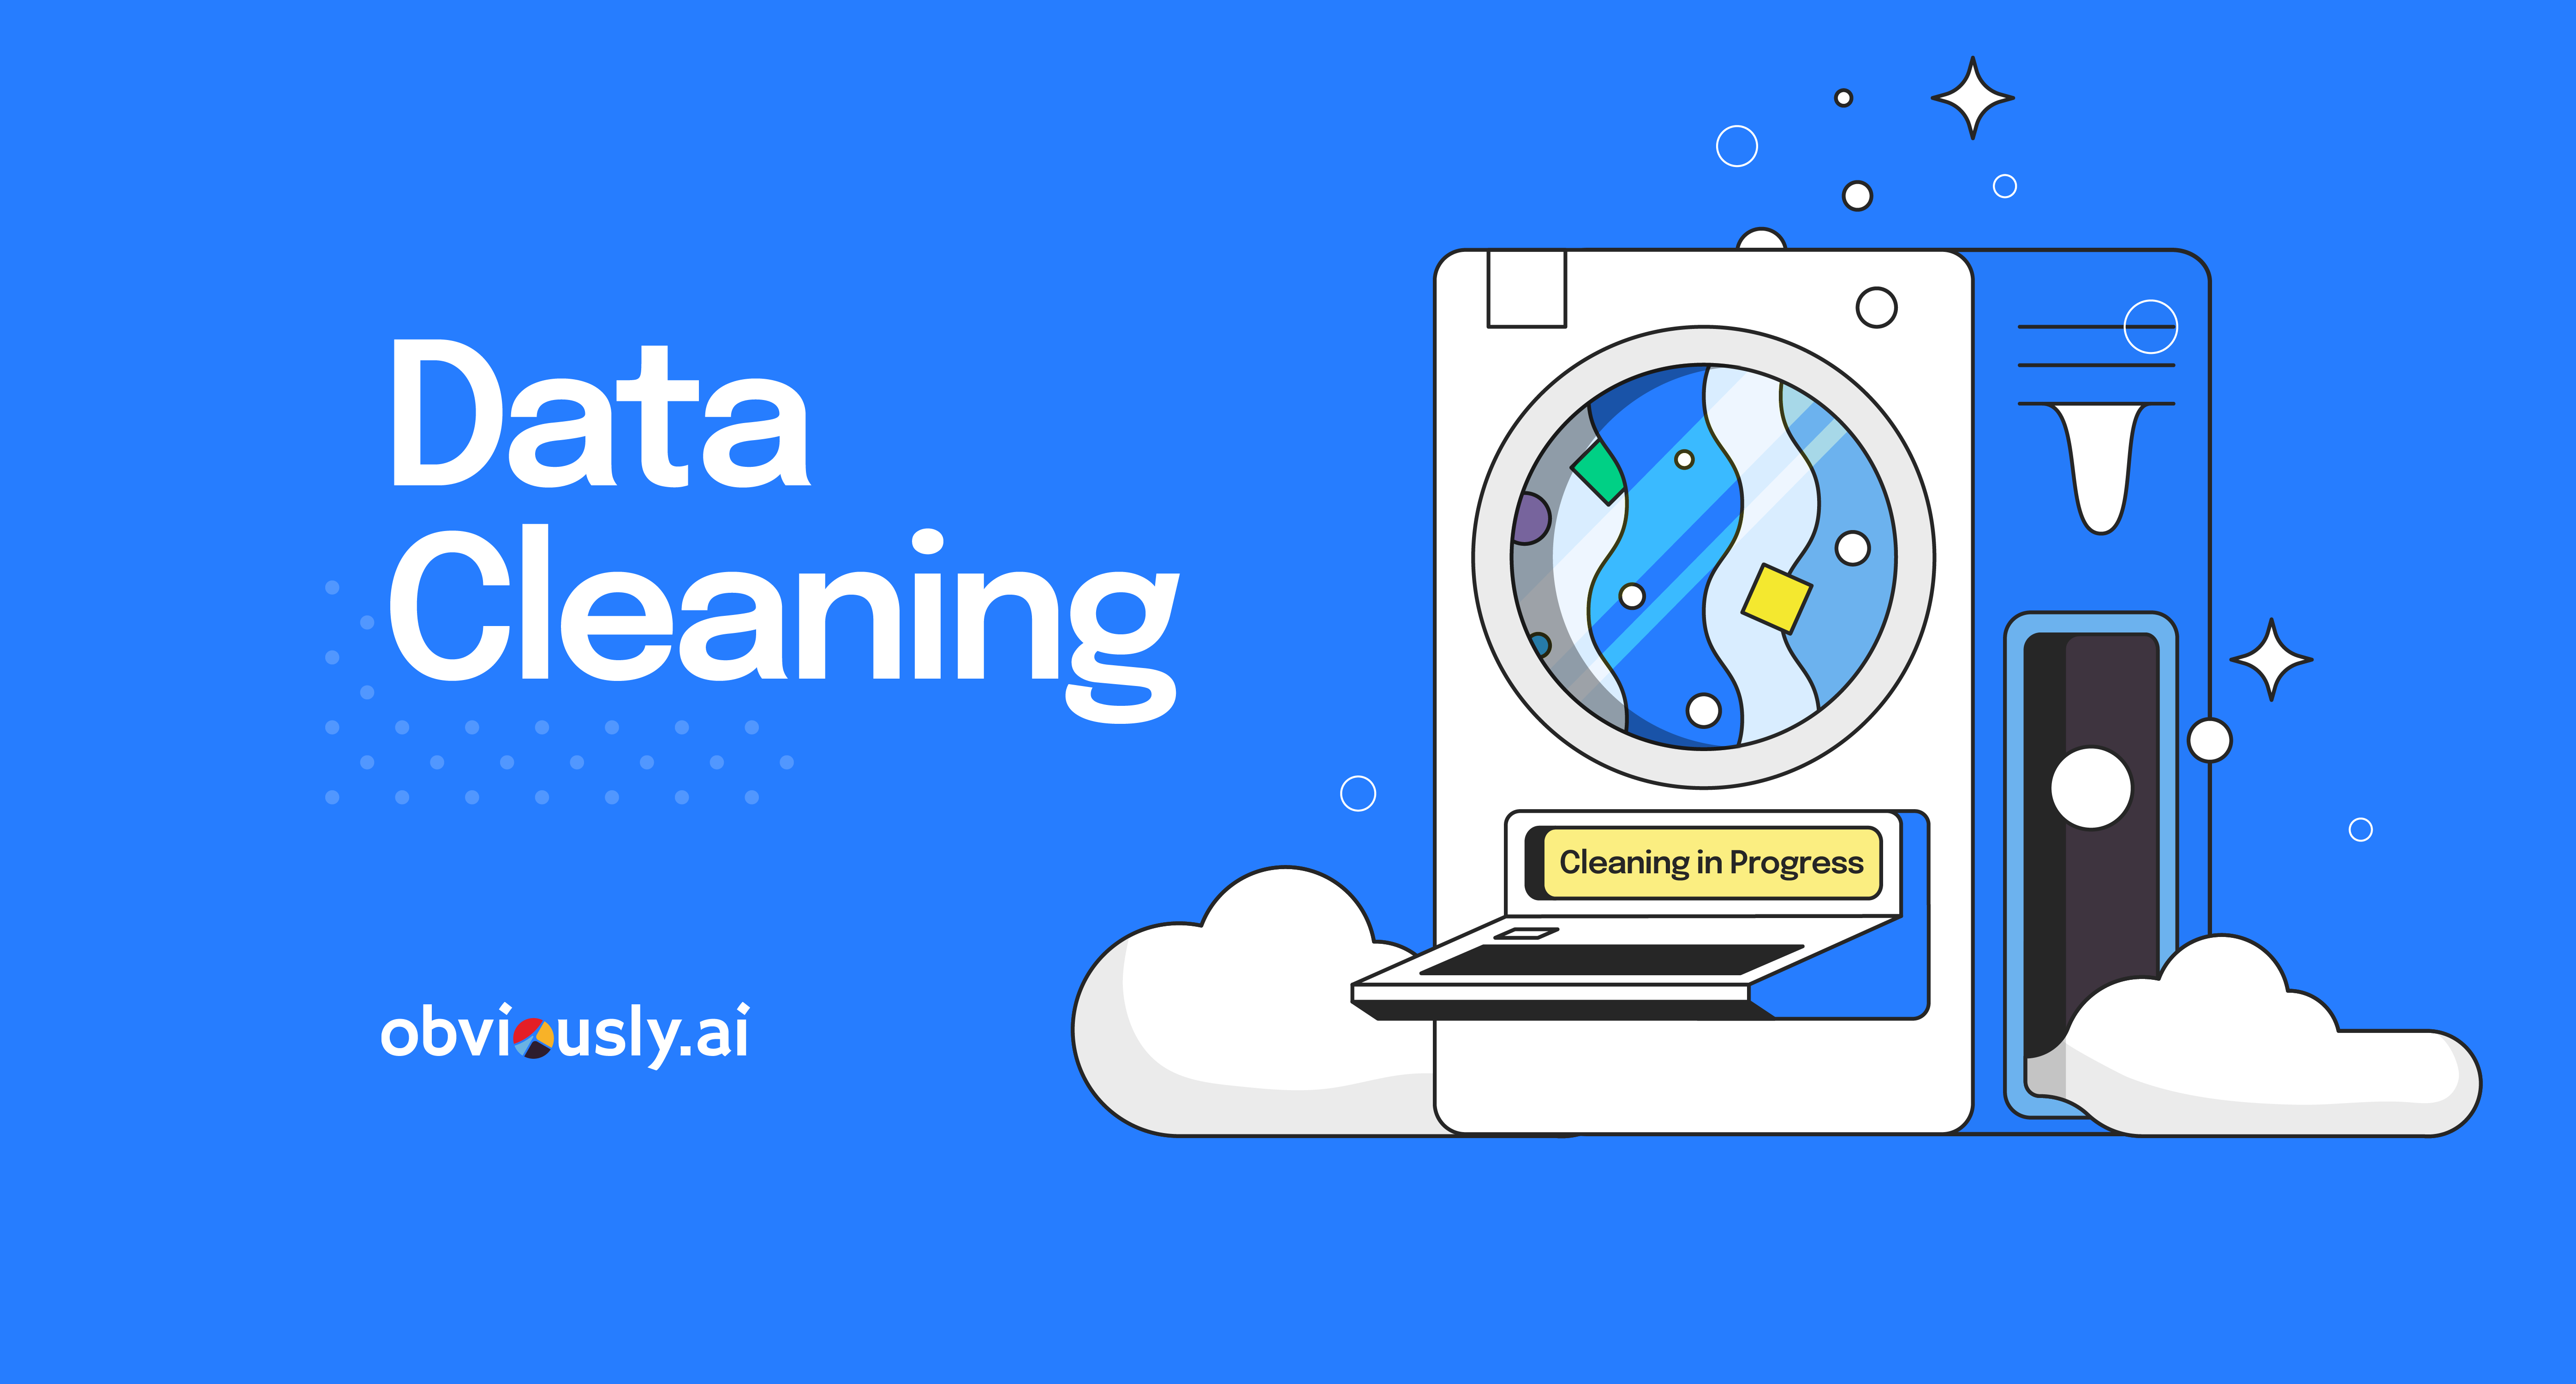 Data
Cleaning
Cleaning in Progress
obviously.ai